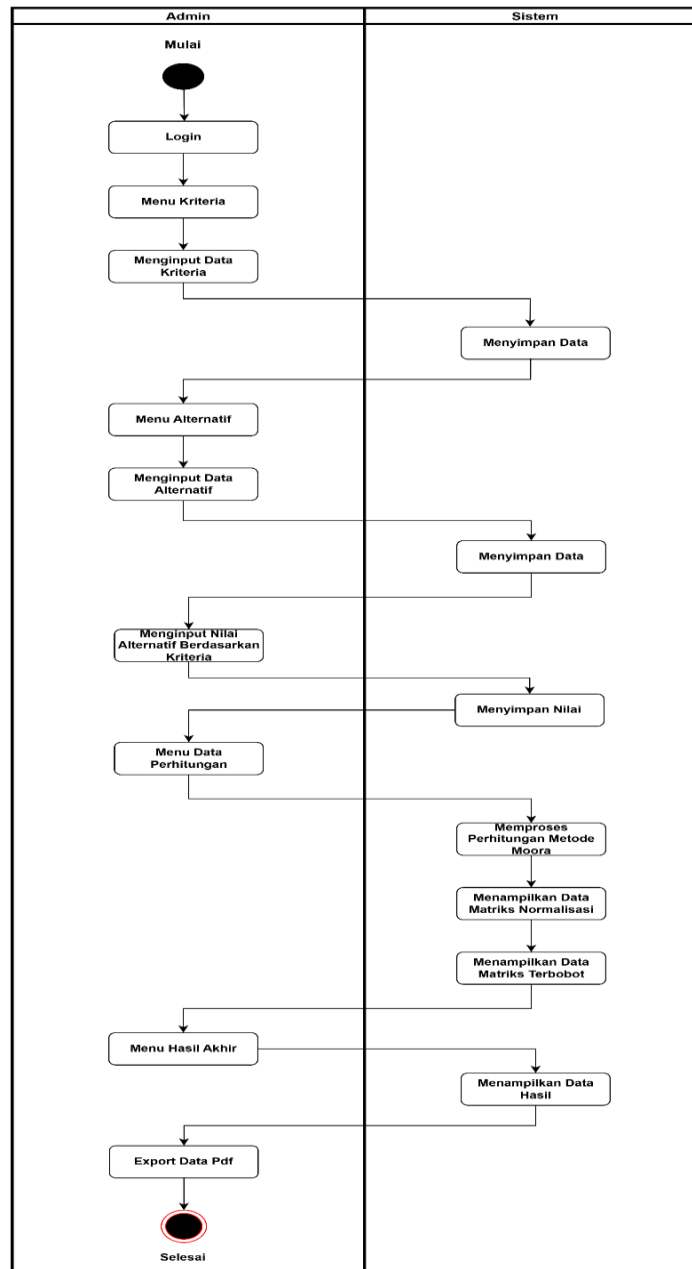 Admin
Sistem
Mulai
Login
Menu Kriteria
Menginput Data
Kriteria
Menyimpan Data
Menu Alternatif
Menginput Data
Alternatif
Menyimpan Data
Menginput Nilai
Alternatif Berdasarkan
Kriteria
Menyimpan Nilai
Menu Data
Perhitungan
Memproses
Perhitungan Metode
Moora
Menampilkan Data
Matriks Normalisasi
Menampilkan Data
Matriks Terbobot
Menu Hasil Akhir
Menampilkan Data
Hasil
Export Data Pdf
Selesai